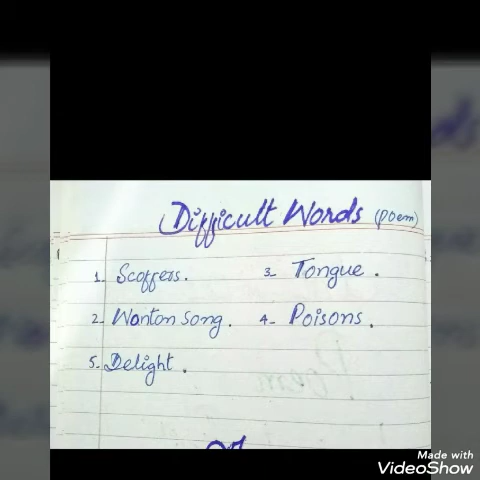 Difficult Words (Poem)
1- Scoffers. 3- Tongue.
2- Wanton Song. 4- Poisons.
5- Delight.
Made with
VideoShow